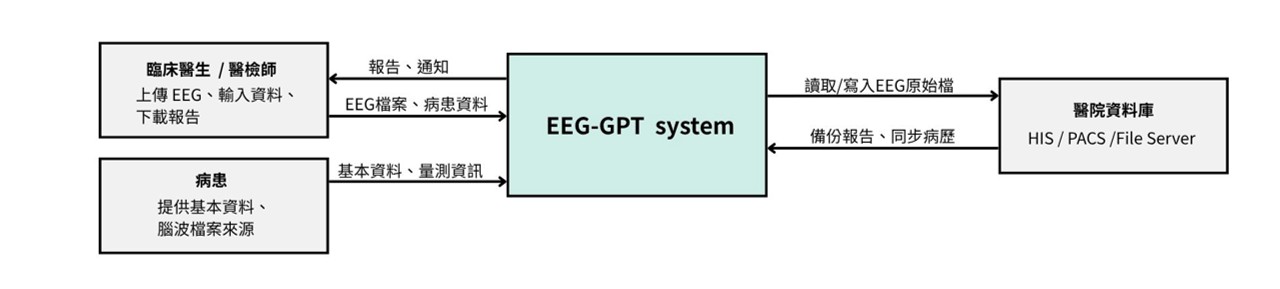 臨床醫生 / 醫檢師
上傳 EEG、輸入資料、
下載報告
報告、通知
EEG檔案、病患資料
病患
提供基本資料、
腦波檔案來源
基本資料、量測資訊
EEG-GPT system
讀取/寫入EEG原始檔
備份報告、同步病歷
醫院資料庫
HIS / PACS /File Server